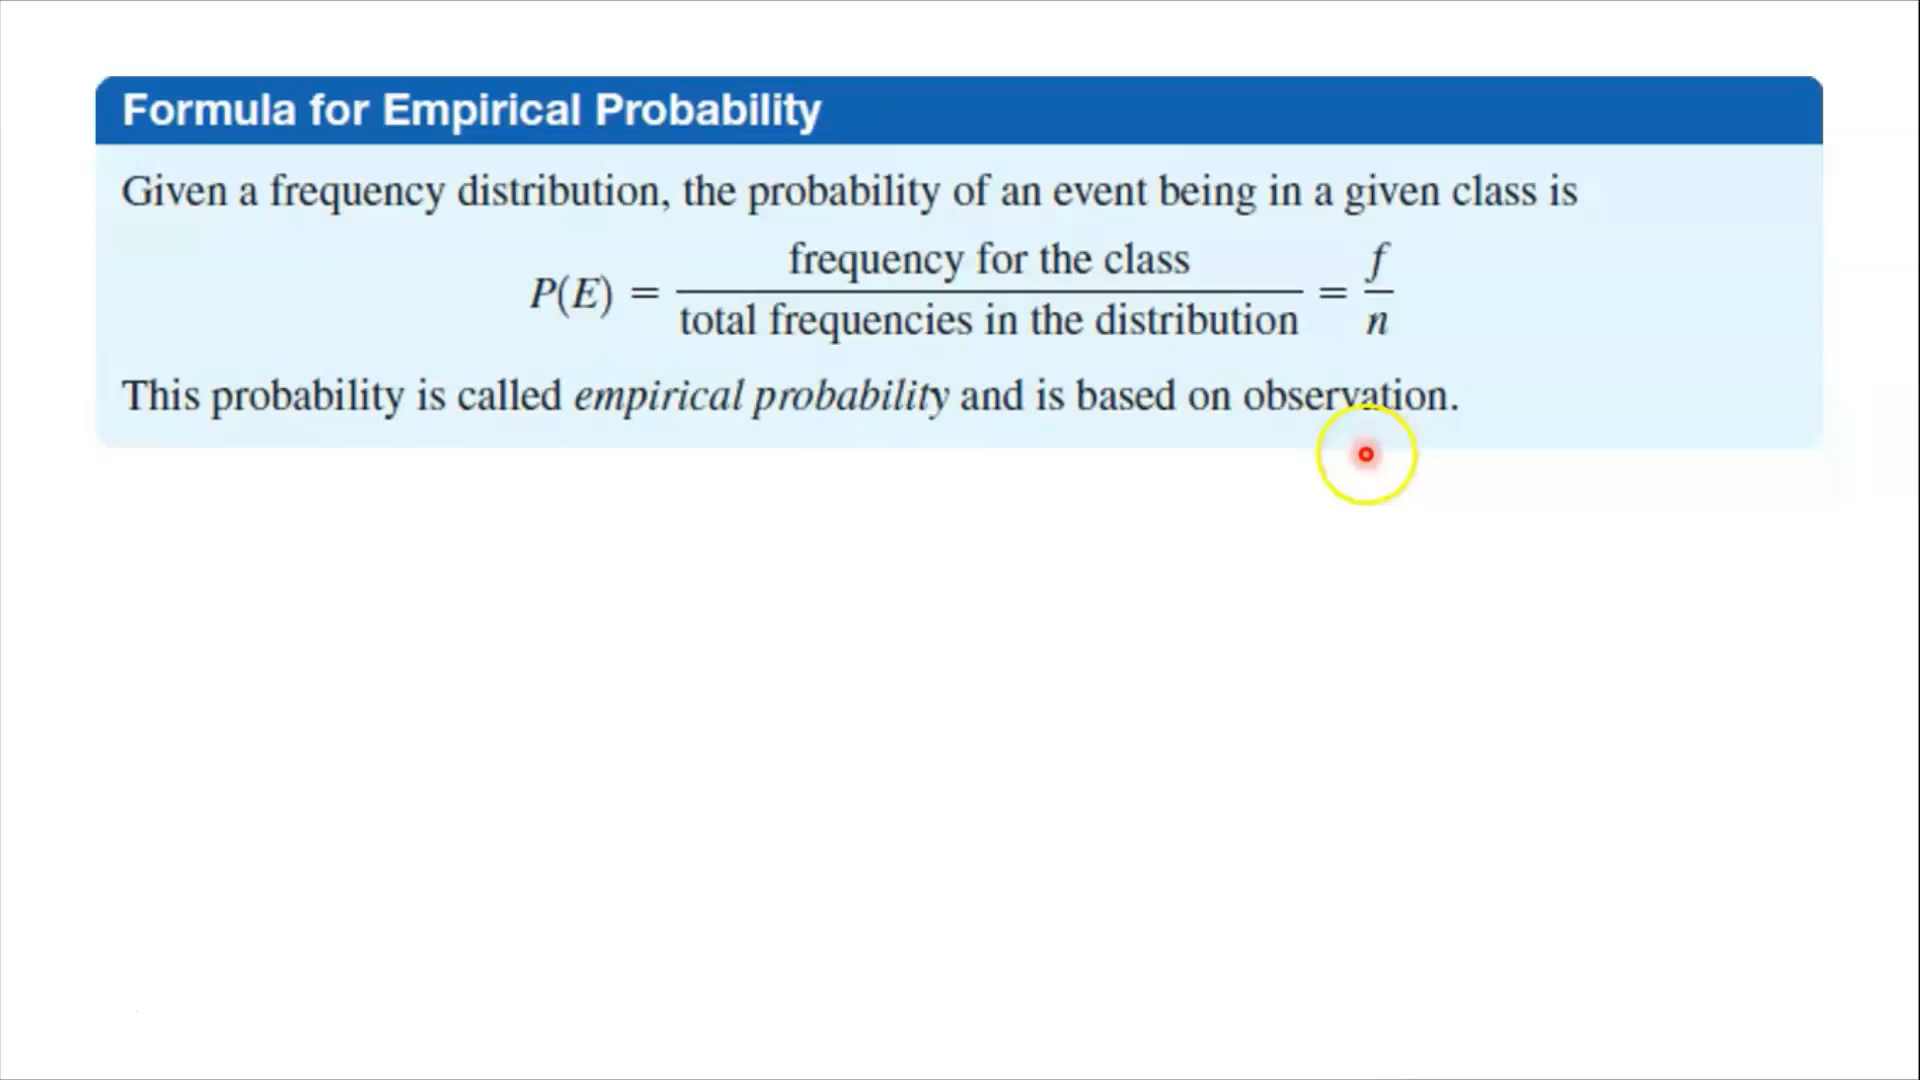 Formula for Empirical Probability
Given a frequency distribution, the probability of an event being in a given class is
P(E) = frequency for the class / total frequencies in the distribution = f / n
This probability is called empirical probability and is based on observation.